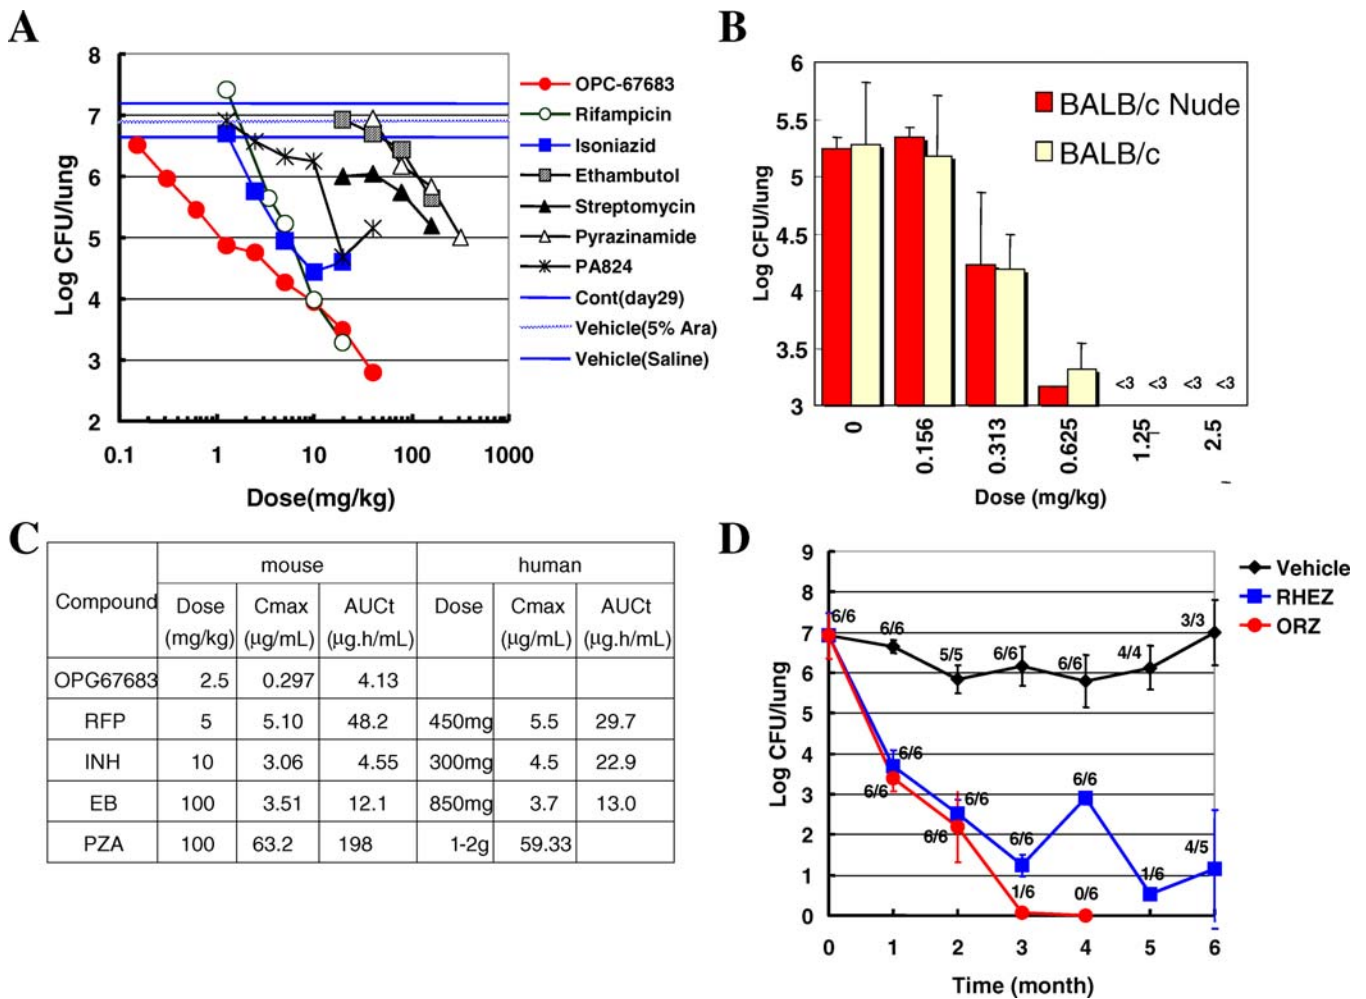 A
8
7
6
5
4
3
2
Log CFU/lung
0.1 1 10 100 1000
Dose(mg/kg)
OPC-67683
Rifampicin
Isoniazid
Ethambutol
Streptomycin
Pyrazinamide
PA824
Cont(day29)
Vehicle(5% Ara)
Vehicle(Saline)
B
6
5.5
5
4.5
4
3.5
3
Log CFU/lung
BALB/c Nude
BALB/c
<3 <3 <3 <3
0 0.156 0.313 0.625 1.25 2.5
Dose (mg/kg)
C
mouse human
Compound Dose Cmax AUCt Dose Cmax AUCt
(mg/kg) (µg/mL) (µg.h/mL) (µg/mL) (µg.h/mL)
OPG67683 2.5 0.297 4.13
RFP 5 5.10 48.2 450mg 5.5 29.7
INH 10 3.06 4.55 300mg 4.5 22.9
EB 100 3.51 12.1 850mg 3.7 13.0
PZA 100 63.2 198 1-2g 59.33
D
9
8
7
6
5
4
3
2
1
0
Log CFU/lung
6/6 6/6 5/5 6/6 6/6 4/4 3/3
6/6 6/6 6/6 6/6 1/6 4/5
6/6 6/6 1/6 0/6
0 1 2 3 4 5 6
Time (month)
Vehicle
RHEZ
ORZ